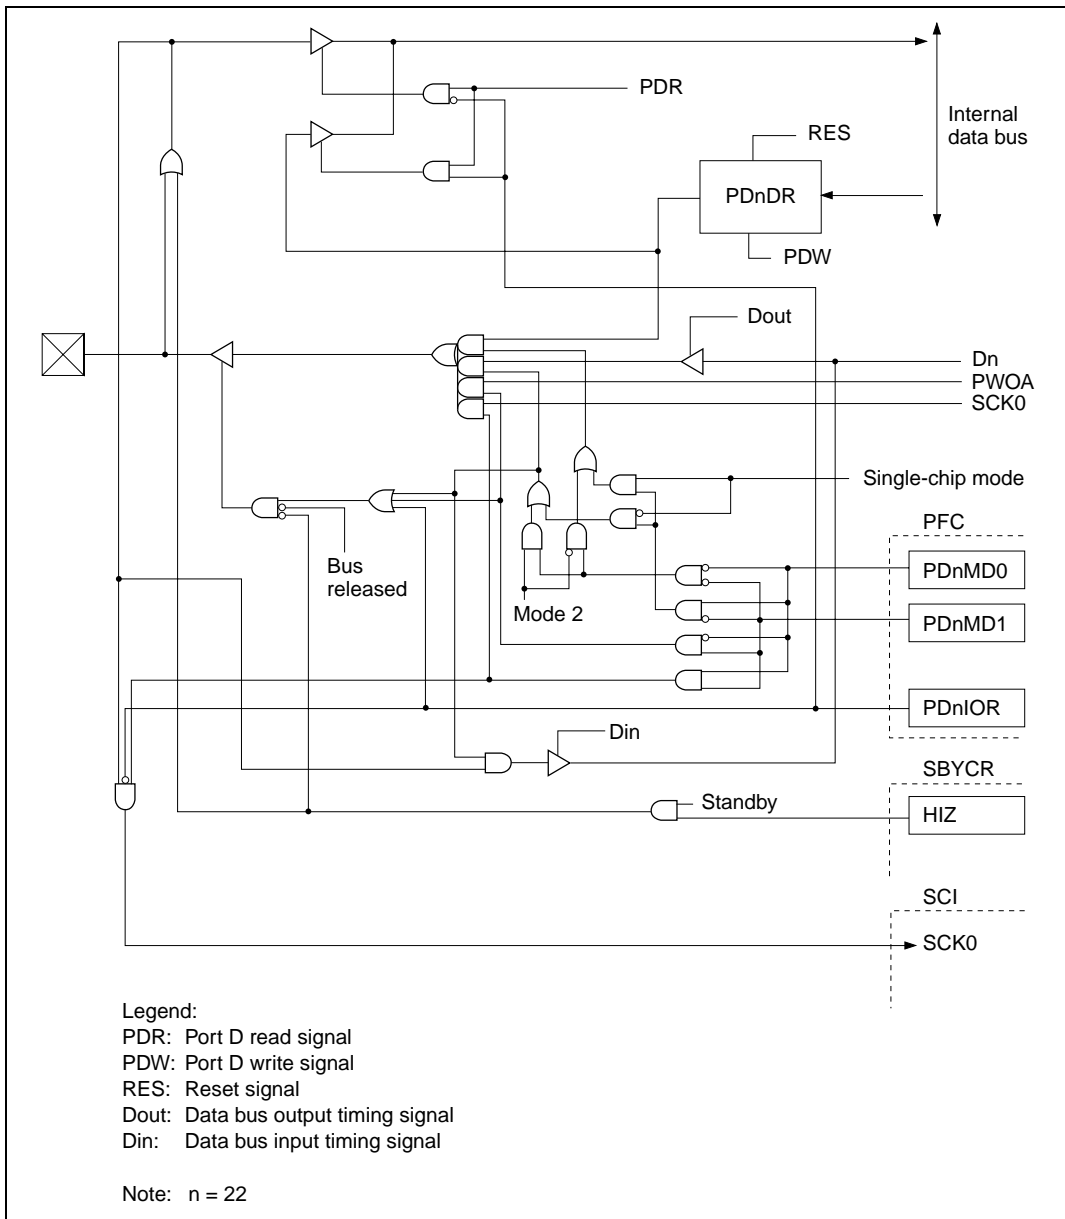 PDR
Internal
data bus
RES
PDnDR
PDW
Dout
Dn
PWOA
SCK0
Single-chip mode
PFC
PDnMD0
Bus
released
Mode 2
PDnMD1
PDnIOR
Din
SBYCR
Standby
HIZ
SCI
SCK0
Legend:
PDR: Port D read signal
PDW: Port D write signal
RES: Reset signal
Dout: Data bus output timing signal
Din: Data bus input timing signal
Note: n = 22